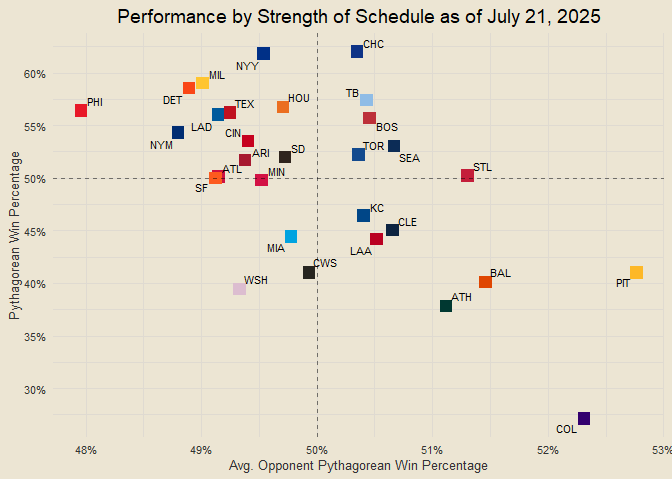 Performance by Strength of Schedule as of July 21, 2025
Pythagorean Win Percentage
60%
55%
50%
45%
40%
35%
30%
CHC
NYY
MIL
DET
TB
PHI
HOU
TEX
LAD
BOS
NYM
CIN
TOR
SEA
ARI
SD
ATL
MIN
STL
SF
KC
CLE
MIA
LAA
CWS
WSH
BAL
PIT
ATH
COL
48%
49%
50%
51%
52%
53%
Avg. Opponent Pythagorean Win Percentage